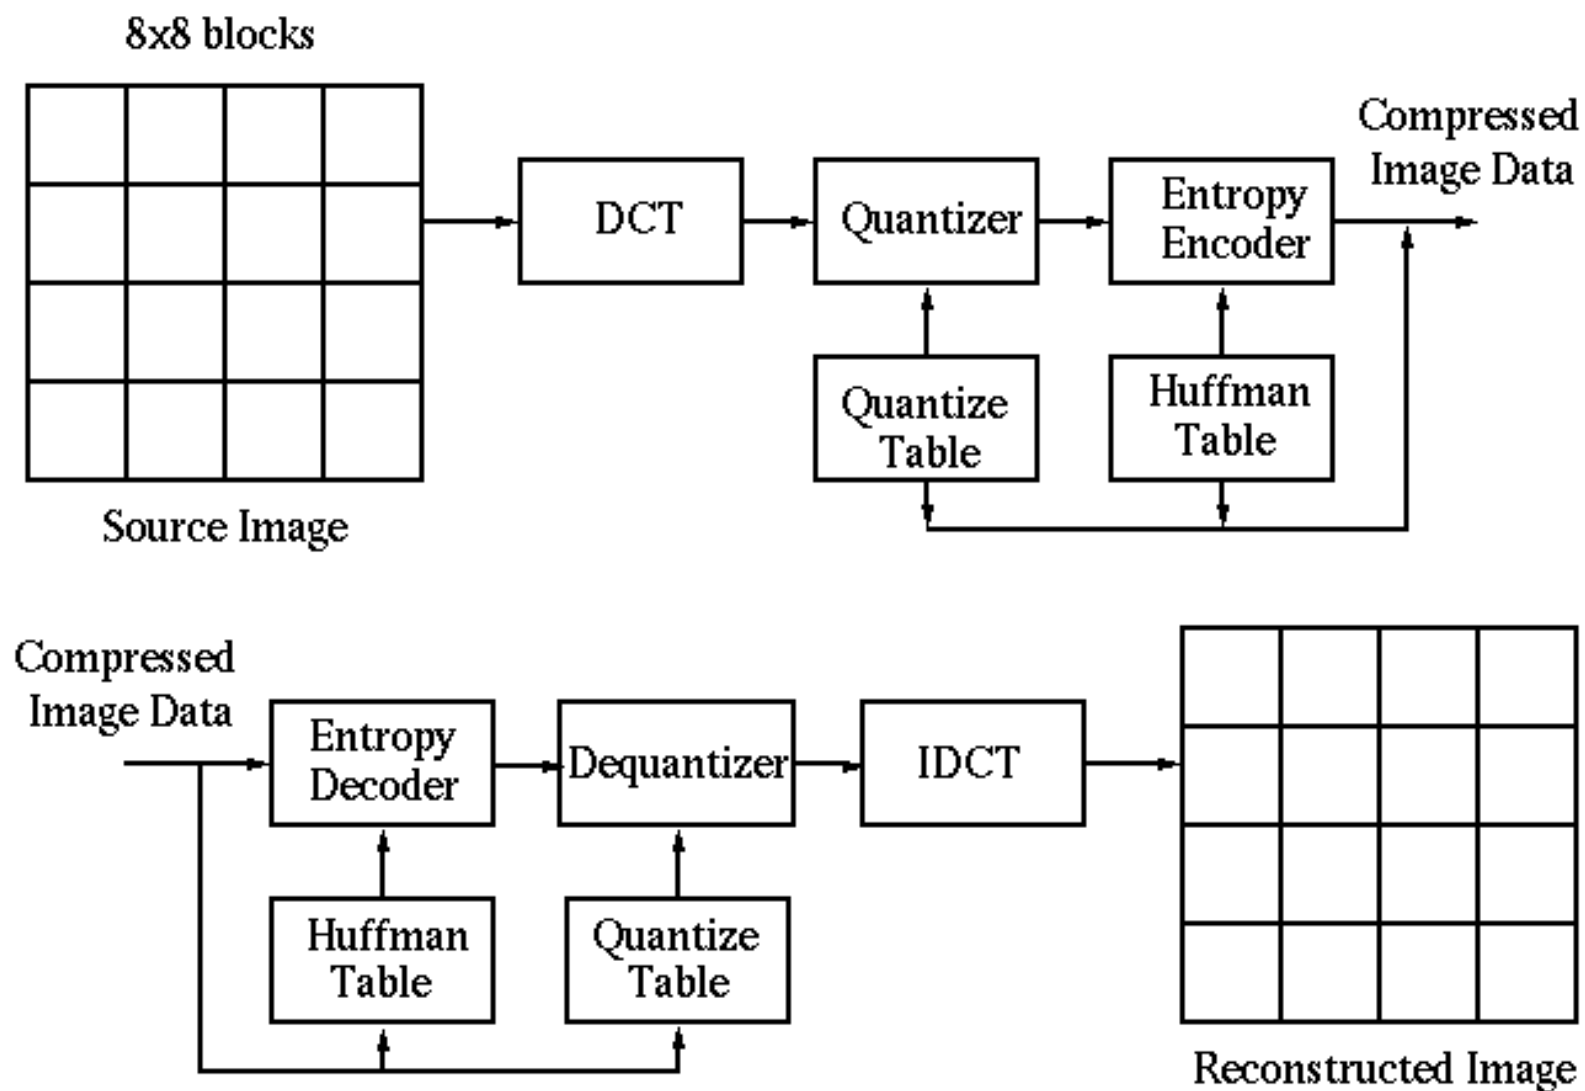 8x8 blocks
Compressed
Image Data
DCT
Quantizer
Entropy
Encoder
Quantize
Table
Huffman
Table
Source Image
Compressed
Image Data
Entropy
Decoder
Dequantizer
IDCT
Huffman
Table
Quantize
Table
Reconstructed Image